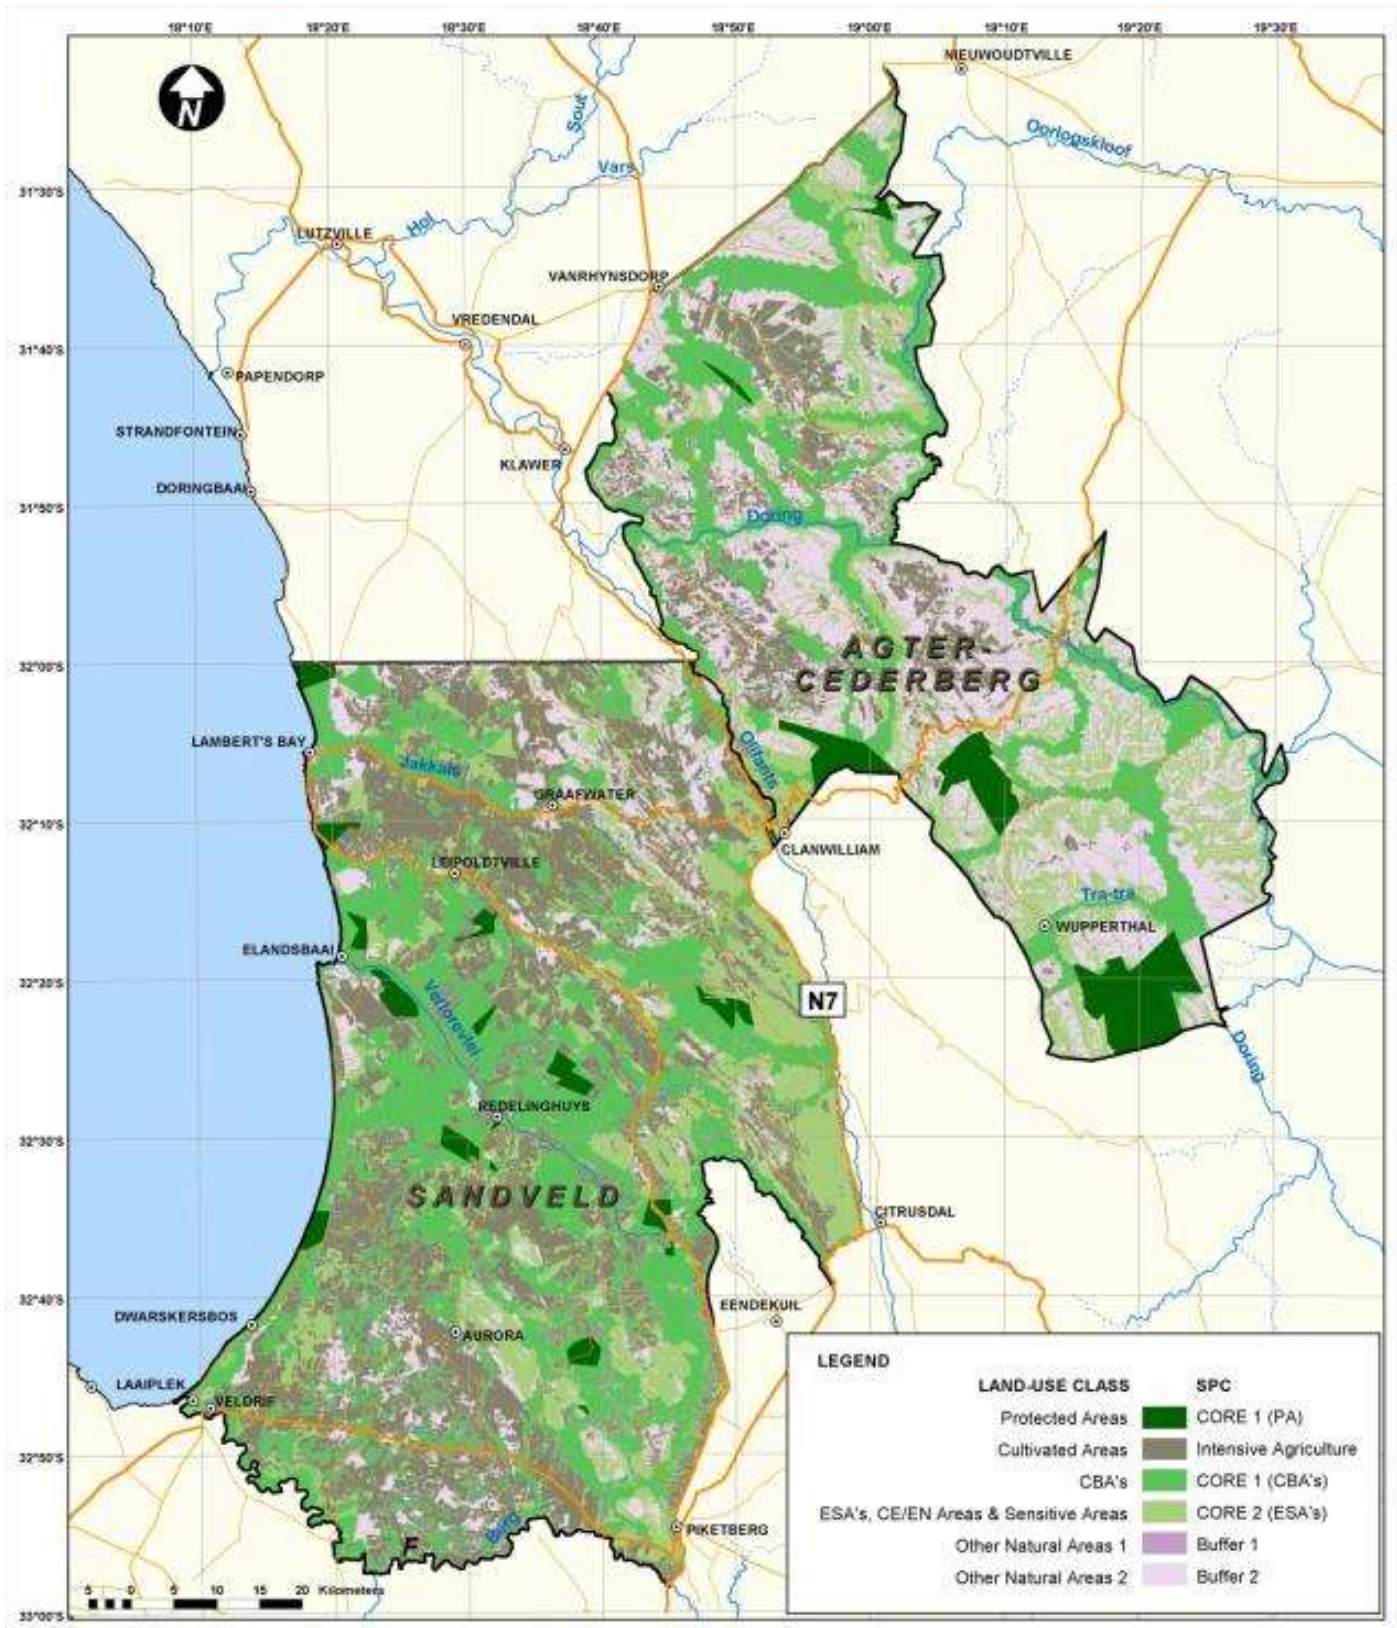 18°10'E 18°20'E 18°30'E 18°40'E 18°50'E 19°00'E 19°10'E 19°20'E 19°30'E
NIEUWOUDTVILLE
N
Sout
Oorlogskloof
Vars
31°30'S
Hol
LUTZVILLE
VANRHYNSDORP
VREDENDAL
31°40'S
PAPENDORP
STRANDFONTEIN
KLAWER
DORINGBAAI
31°50'S
Doring
AGTER-
CEDERBERG
32°00'S
LAMBERT'S BAY
Olifants
Jakkals
GRAAFWATER
32°10'S
CLANWILLIAM
LEIPOLDTVILLE
Tra-tra
WUPPERTHAL
ELANDSBAAI
32°20'S
N7
Verlorevlei
Doring
REDELINGHUYS
32°30'S
SANDVELD
CITRUSDAL
32°40'S
EENDEKUIL
DWARSKERSBOS
AURORA
LAAIPLEK
VELDRIF
32°50'S
PIKETBERG
Burg
F
5 0 5 10 15 20 Kilometers
33°00'S
LEGEND
LAND-USE CLASS SPC
Protected Areas CORE 1 (PA)
Cultivated Areas Intensive Agriculture
CBA's CORE 1 (CBA's)
ESA's, CE/EN Areas & Sensitive Areas CORE 2 (ESA's)
Other Natural Areas 1 Buffer 1
Other Natural Areas 2 Buffer 2